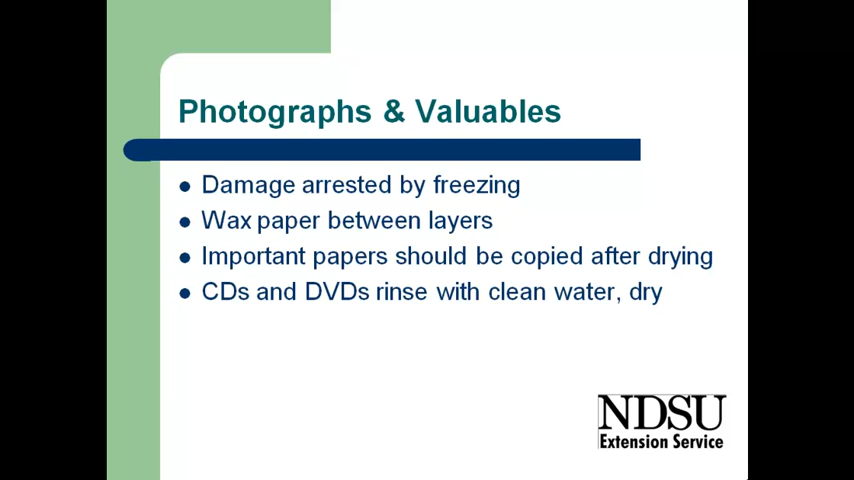 Photographs & Valuables
Damage arrested by freezing
Wax paper between layers
Important papers should be copied after drying
CDs and DVDs rinse with clean water, dry
NDSU
Extension Service